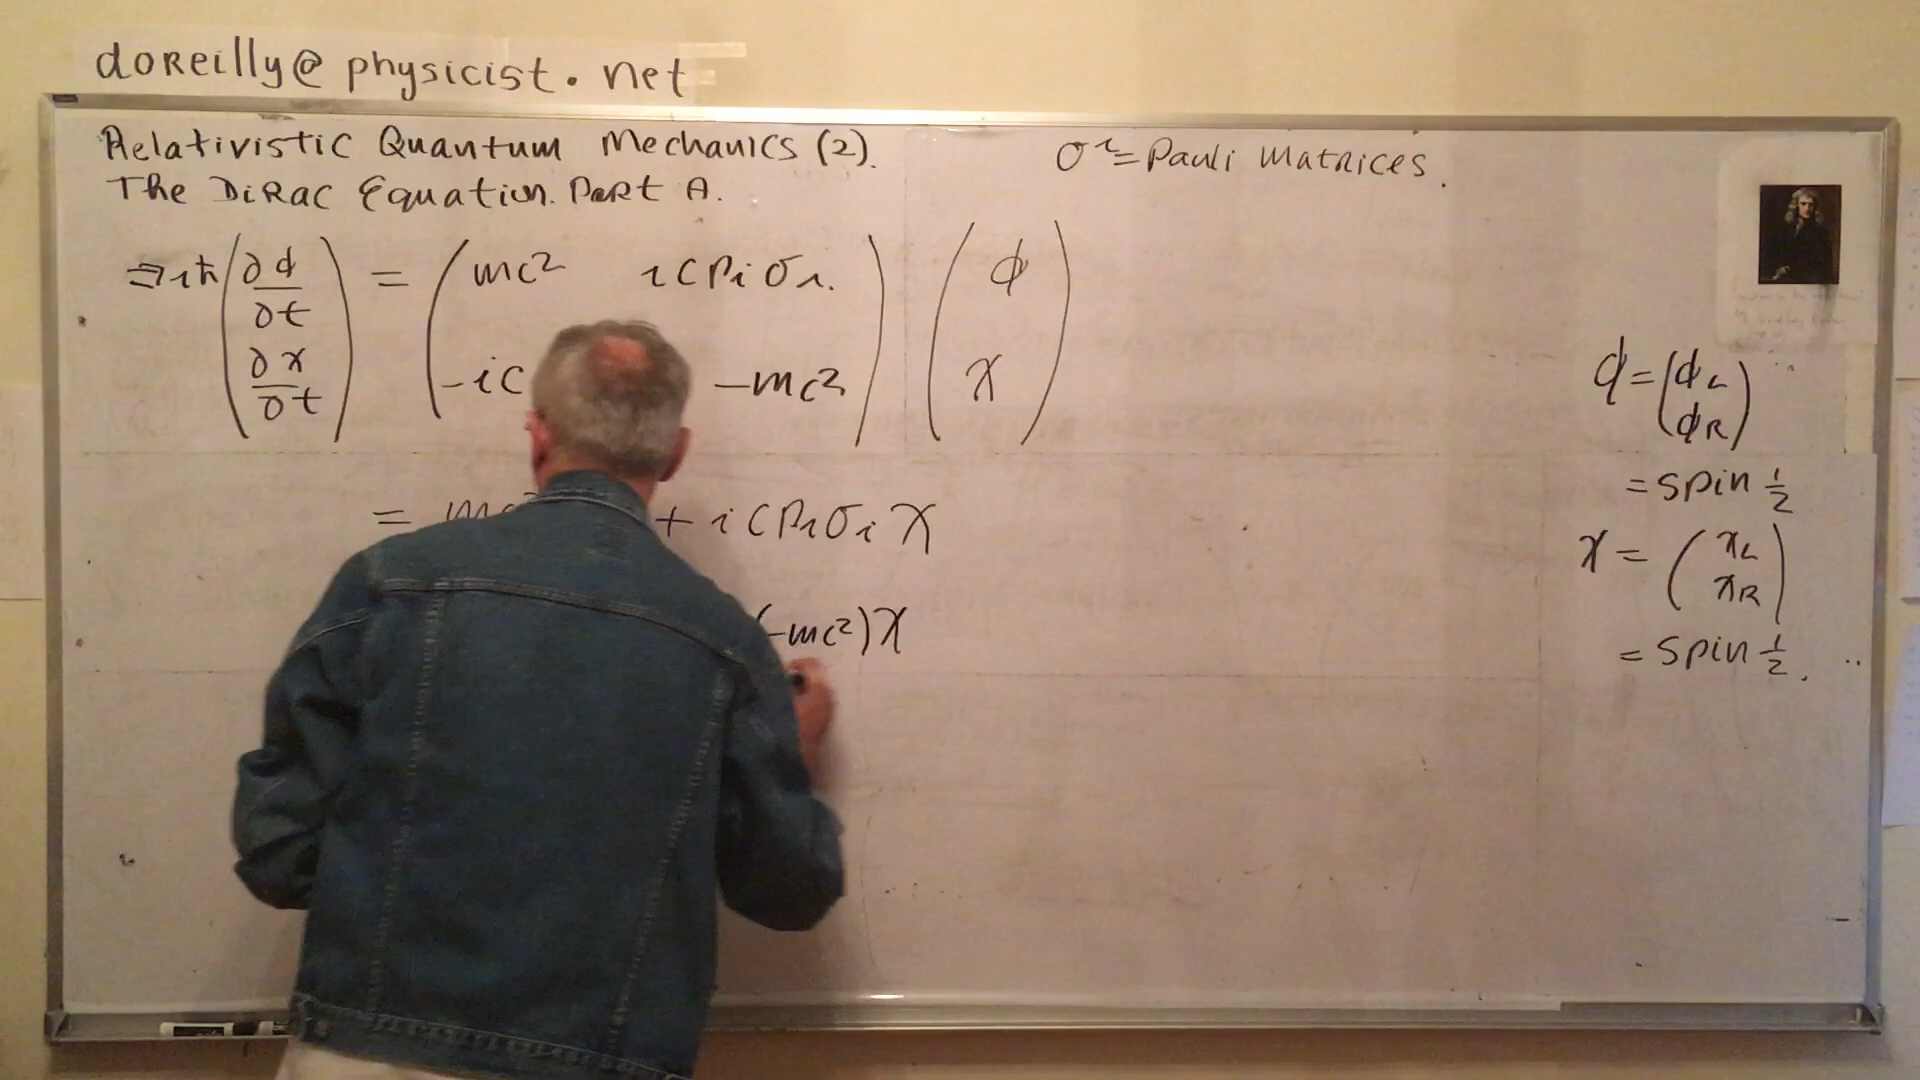 doreilly@physicist.net
Relativistic Quantum Mechanics (2).
The Dirac Equation. Part A.
σⁱ = Pauli Matrices.
⇒ iħ ( ∂ϕ/∂t ∂χ/∂t ) = ( mc² icPiσi. -ic -mc² ) ( ϕ χ )
= mc² + icPiσi χ
(-mc²)χ
ϕ = ( ϕL ϕR )
= spin 1/2
χ = ( χL χR )
= spin 1/2.